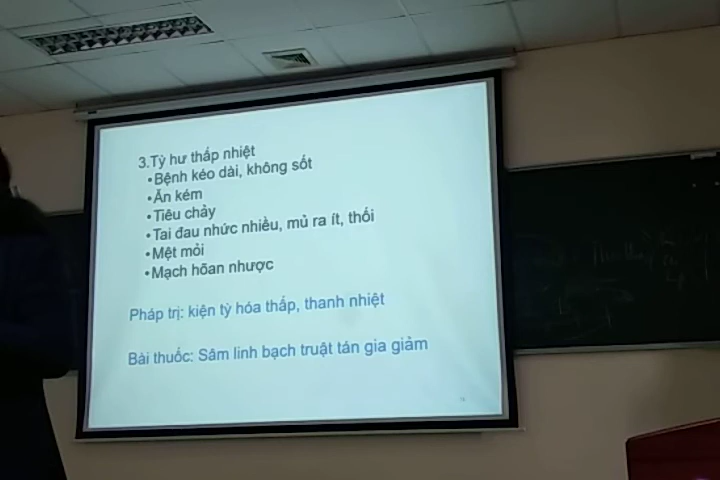 3.Tỳ hư thấp nhiệt
•Bệnh kéo dài, không sốt
•Ăn kém
•Tiêu chảy
•Tai đau nhức nhiều, mủ ra ít, thối
•Mệt mỏi
•Mạch hõan nhược
Pháp trị: kiện tỳ hóa thấp, thanh nhiệt
Bài thuốc: Sâm linh bạch truật tán gia giảm